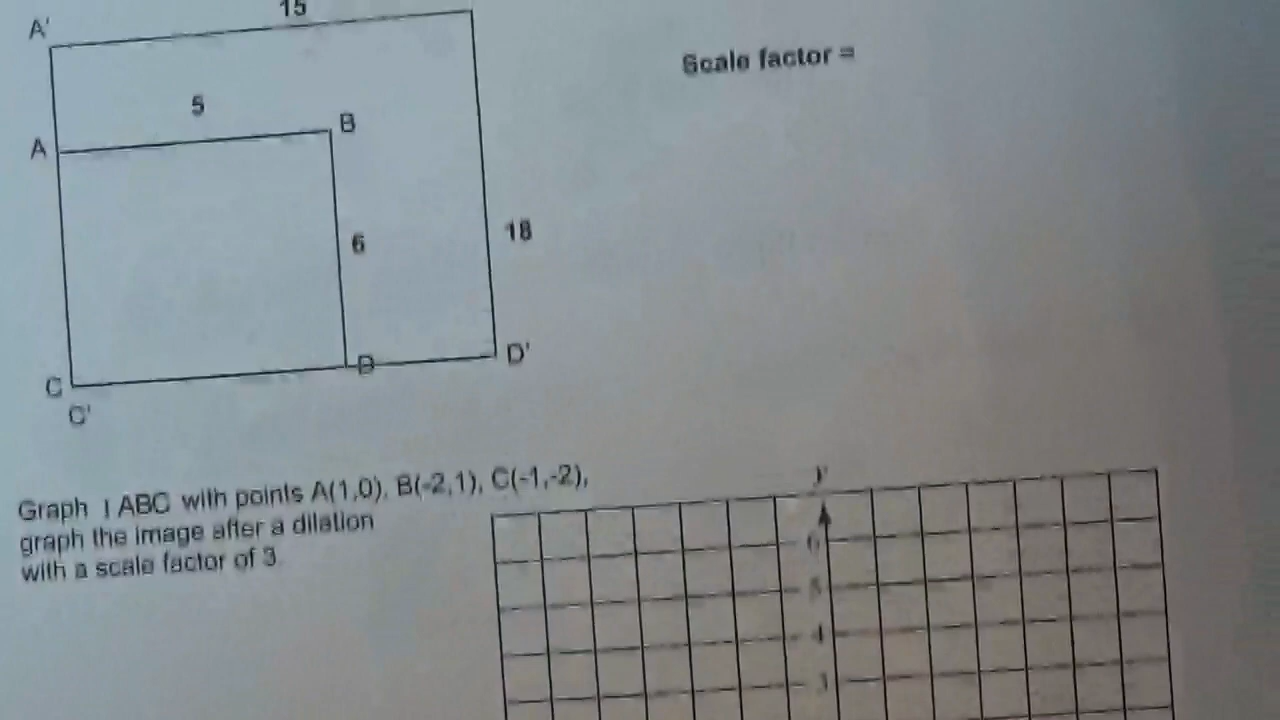 15
A'
Scale factor =
5
B
A
18
6
D'
D
C
C'
Graph ι ABC with points A(1,0), B(-2,1), C(-1,-2),
graph the image after a dilation
with a scale factor of 3.
y
6
5
4
3